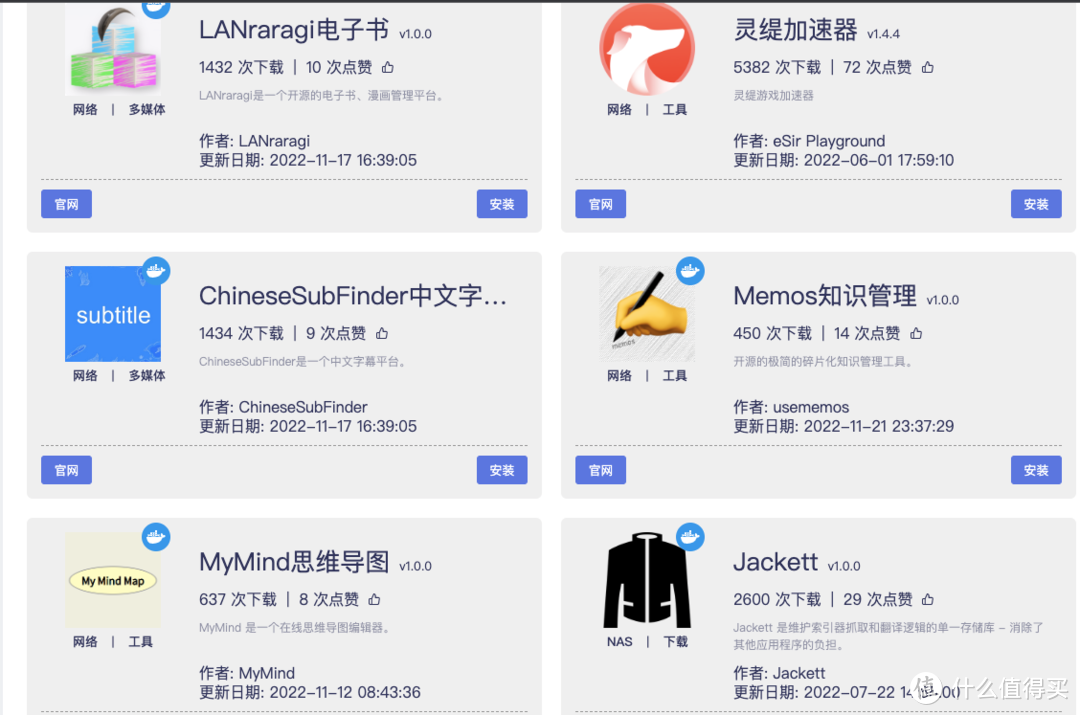 LANraragi电子书 v1.0.0
1432 次下载 | 10 次点赞
LANraragi是一个开源的电子书、漫画管理平台。
网络 | 多媒体
作者: LANraragi
更新日期: 2022-11-17 16:39:05
官网 安装
灵缇加速器 v1.4.4
5382 次下载 | 72 次点赞
灵缇游戏加速器
网络 | 工具
作者: eSir Playground
更新日期: 2022-06-01 17:59:10
官网 安装
subtitle
ChineseSubFinder中文字...
1434 次下载 | 9 次点赞
ChineseSubFinder是一个中文字幕平台。
网络 | 多媒体
作者: ChineseSubFinder
更新日期: 2022-11-17 16:39:05
官网 安装
memos
Memos知识管理 v1.0.0
450 次下载 | 14 次点赞
开源的极简的碎片化知识管理工具。
网络 | 工具
作者: usememos
更新日期: 2022-11-21 23:37:29
官网 安装
My Mind Map
MyMind思维导图 v1.0.0
637 次下载 | 8 次点赞
MyMind 是一个在线思维导图编辑器。
网络 | 工具
作者: MyMind
更新日期: 2022-11-12 08:43:36
Jackett v1.0.0
2600 次下载 | 29 次点赞
Jackett 是维护索引器抓取和翻译逻辑的单一存储库 - 消除了
其他应用程序的负担。
NAS | 下载
作者: Jackett
更新日期: 2022-07-22
值 什么值得买